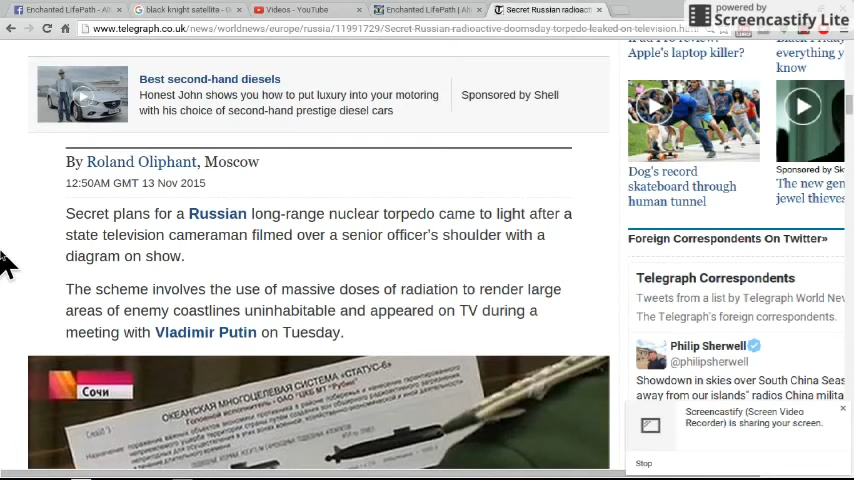 Enchanted LifePath - Al
black knight satellite - G
Videos - YouTube
Enchanted LifePath | Al
Secret Russian radioact
powered by
Screencastify Lite
www.telegraph.co.uk/news/worldnews/europe/russia/11991729/Secret-Russian-radioactive-doomsday-torpedo-leaked-on-television.h
Best second-hand diesels
Honest John shows you how to put luxury into your motoring
with his choice of second-hand prestige diesel cars
Sponsored by Shell
By Roland Oliphant, Moscow
12:50AM GMT 13 Nov 2015
Secret plans for a Russian long-range nuclear torpedo came to light after a
state television cameraman filmed over a senior officer's shoulder with a
diagram on show.
The scheme involves the use of massive doses of radiation to render large
areas of enemy coastlines uninhabitable and appeared on TV during a
meeting with Vladimir Putin on Tuesday.
Сочи
ОКЕАНСКАЯ МНОГОЦЕЛЕВАЯ СИСТЕМА «СТАТУС-6»
Головной исполнитель - ОАО "ЦКБ МТ "Рубин"
Назначение:
Apple's laptop killer?
everything y
know
Dog's record
skateboard through
human tunnel
Sponsored by Sk
The new gen
jewel thieves
Foreign Correspondents On Twitter»
Telegraph Correspondents
Tweets from a list by Telegraph World New
The Telegraph's foreign correspondents.
Philip Sherwell
@philipsherwell
Showdown in skies over South China Seas
away from our islands" radios China milita
Screencastify (Screen Video
Recorder) is sharing your screen.
Stop